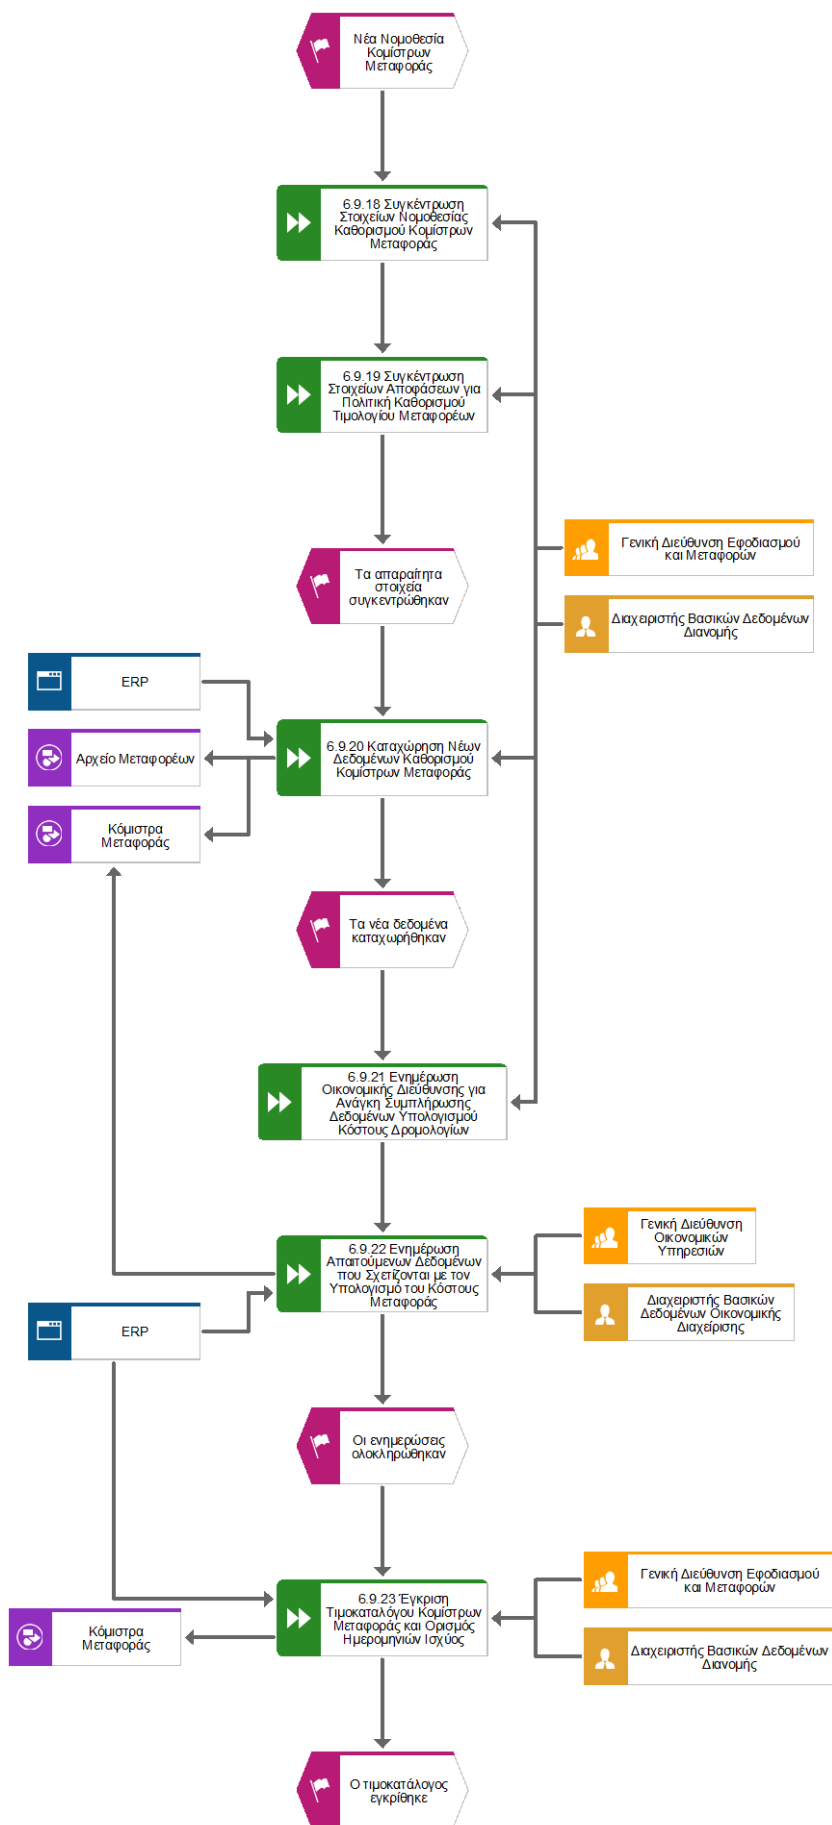 Νέα Νομοθεσία
Κομίστρων
Μεταφοράς
6.9.18 Συγκέντρωση
Στοιχείων Νομοθεσίας
Καθορισμού Κομίστρων
Μεταφοράς
6.9.19 Συγκέντρωση
Στοιχείων Αποφάσεων για
Πολιτική Καθορισμού
Τιμολογίου Μεταφορέων
Γενική Διεύθυνση Εφοδιασμού
και Μεταφορών
Τα απαραίτητα
στοιχεία
συγκεντρώθηκαν
Διαχειριστής Βασικών Δεδομένων
Διανομής
ERP
6.9.20 Καταχώρηση Νέων
Δεδομένων Καθορισμού
Κομίστρων Μεταφοράς
Αρχείο Μεταφορέων
Κόμιστρα
Μεταφοράς
Τα νέα δεδομένα
καταχωρήθηκαν
6.9.21 Ενημέρωση
Οικονομικής Διεύθυνσης για
Ανάγκη Συμπλήρωσης
Δεδομένων Υπολογισμού
Κόστους Δρομολογίων
Γενική Διεύθυνση
Οικονομικών
Υπηρεσιών
6.9.22 Ενημέρωση
Απαιτούμενων Δεδομένων
που Σχετίζονται με τον
Υπολογισμό του Κόστους
Μεταφοράς
Διαχειριστής Βασικών
Δεδομένων Οικονομικής
Διαχείρισης
ERP
Οι ενημερώσεις
ολοκληρώθηκαν
Γενική Διεύθυνση Εφοδιασμού
και Μεταφορών
6.9.23 Έγκριση
Τιμοκαταλόγου Κομίστρων
Μεταφοράς και Ορισμός
Ημερομηνιών Ισχύος
Κόμιστρα
Μεταφοράς
Διαχειριστής Βασικών Δεδομένων
Διανομής
Ο τιμοκατάλογος
εγκρίθηκε